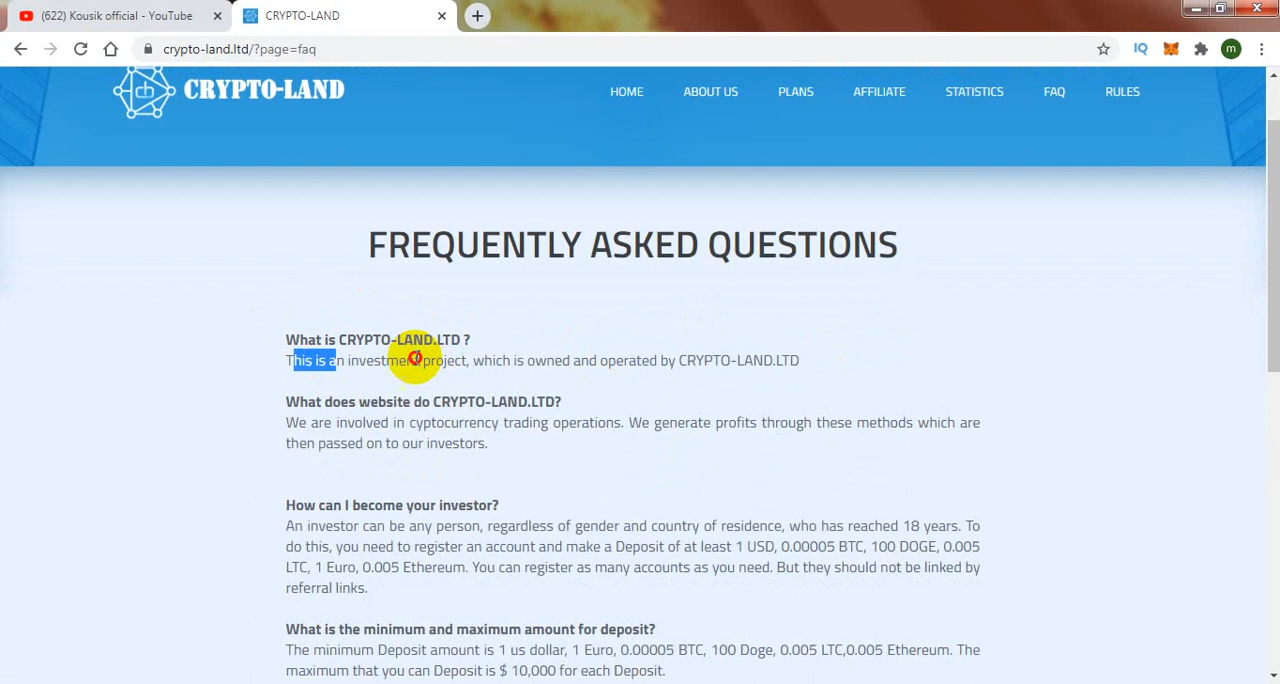 (622) Kousik official - YouTube
CRYPTO-LAND
crypto-land.ltd/?page=faq
IQ
m
CRYPTO-LAND
HOME
ABOUT US
PLANS
AFFILIATE
STATISTICS
FAQ
RULES
FREQUENTLY ASKED QUESTIONS
What is CRYPTO-LAND.LTD ?
This is an investment project, which is owned and operated by CRYPTO-LAND.LTD
What does website do CRYPTO-LAND.LTD?
We are involved in cyptocurrency trading operations. We generate profits through these methods which are
then passed on to our investors.
How can I become your investor?
An investor can be any person, regardless of gender and country of residence, who has reached 18 years. To
do this, you need to register an account and make a Deposit of at least 1 USD, 0.00005 BTC, 100 DOGE, 0.005
LTC, 1 Euro, 0.005 Ethereum. You can register as many accounts as you need. But they should not be linked by
referral links.
What is the minimum and maximum amount for deposit?
The minimum Deposit amount is 1 us dollar, 1 Euro, 0.00005 BTC, 100 Doge, 0.005 LTC,0.005 Ethereum. The
maximum that you can Deposit is $ 10,000 for each Deposit.